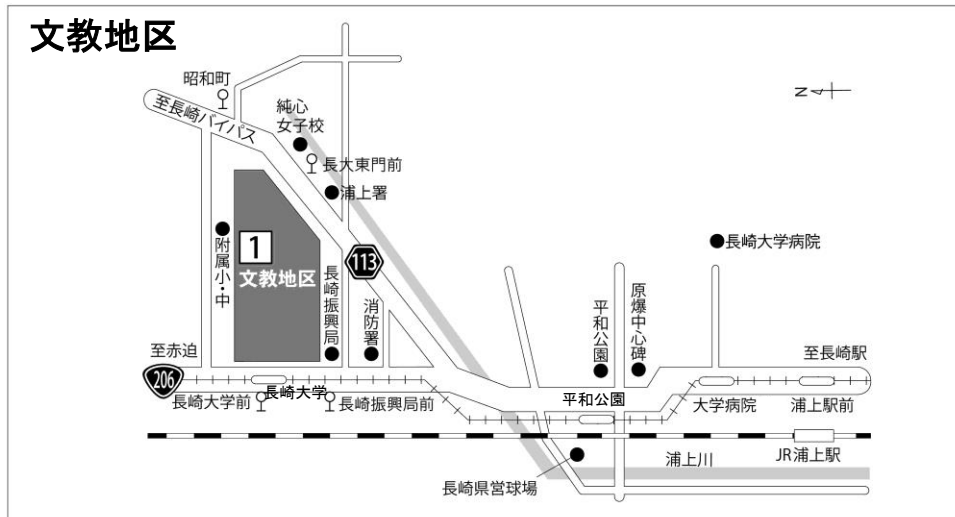 文教地区
昭和町
至長崎バイパス
純心
女子校
長大東門前
浦上署
N
1
文教地区
附属小・中
長崎振興局
消防署
113
長崎大学病院
平和公園
原爆中心碑
至赤迫
206
至長崎駅
長崎大学前
長崎大学
長崎振興局前
平和公園
大学病院
浦上駅前
浦上川
JR浦上駅
長崎県営球場